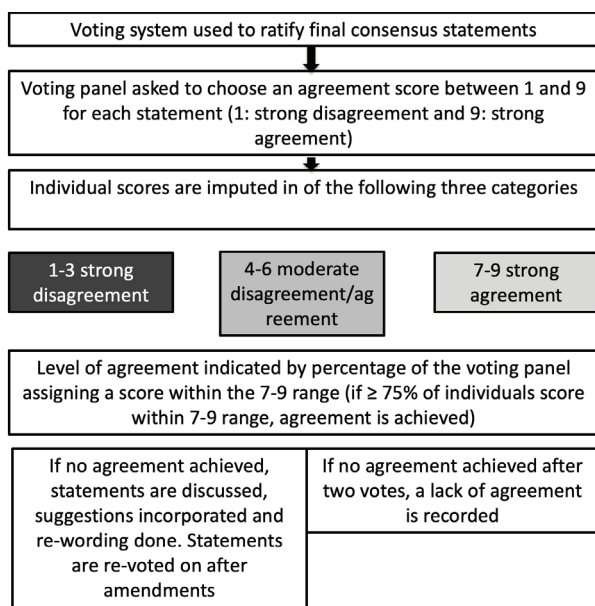 Voting system used to ratify final consensus statements
Voting panel asked to choose an agreement score between 1 and 9
for each statement (1: strong disagreement and 9: strong
agreement)
Individual scores are imputed in of the following three categories
1-3 strong
disagreement
4-6 moderate
disagreement/ag
reement
7-9 strong
agreement
Level of agreement indicated by percentage of the voting panel
assigning a score within the 7-9 range (if ≥ 75% of individuals score
within 7-9 range, agreement is achieved)
If no agreement achieved,
statements are discussed,
suggestions incorporated and
re-wording done. Statements
are re-voted on after
amendments
If no agreement achieved after
two votes, a lack of agreement
is recorded